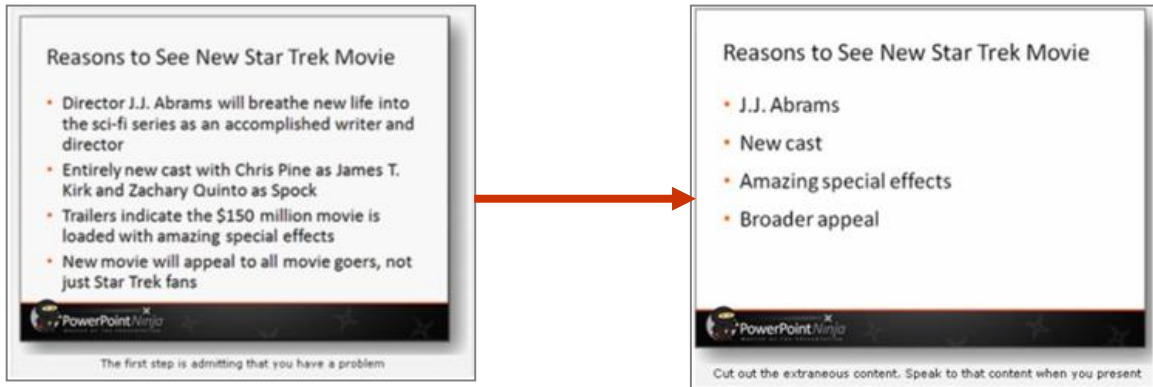 Reasons to See New Star Trek Movie
• Director J.J. Abrams will breathe new life into
the sci-fi series as an accomplished writer and
director
• Entirely new cast with Chris Pine as James T.
Kirk and Zachary Quinto as Spock
• Trailers indicate the $150 million movie is
loaded with amazing special effects
• New movie will appeal to all movie goers, not
just Star Trek fans
PowerPoint Ninja
The first step is admitting that you have a problem
Reasons to See New Star Trek Movie
• J.J. Abrams
• New cast
• Amazing special effects
• Broader appeal
PowerPoint Ninja
Cut out the extraneous content. Speak to that content when you present